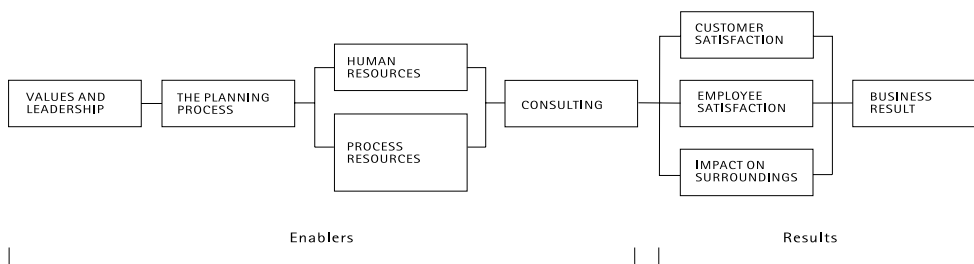 VALUES AND
LEADERSHIP
THE PLANNING
PROCESS
HUMAN
RESOURCES
PROCESS
RESOURCES
CONSULTING
CUSTOMER
SATISFACTION
EMPLOYEE
SATISFACTION
IMPACT ON
SURROUNDINGS
BUSINESS
RESULT
Enablers
Results